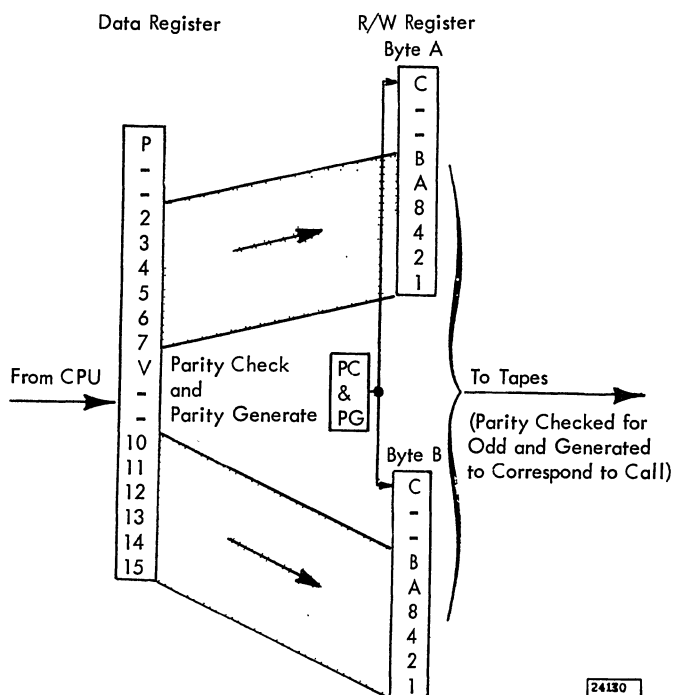 Data Register
R/W Register
Byte A
C
-
-
B
A
8
4
2
1
P
-
-
2
3
4
5
6
7
V
-
-
10
11
12
13
14
15
From CPU
Parity Check
and
Parity Generate
PC
&
PG
To Tapes
(Parity Checked for
Odd and Generated
to Correspond to Call)
Byte B
C
-
-
B
A
8
4
2
1
24130